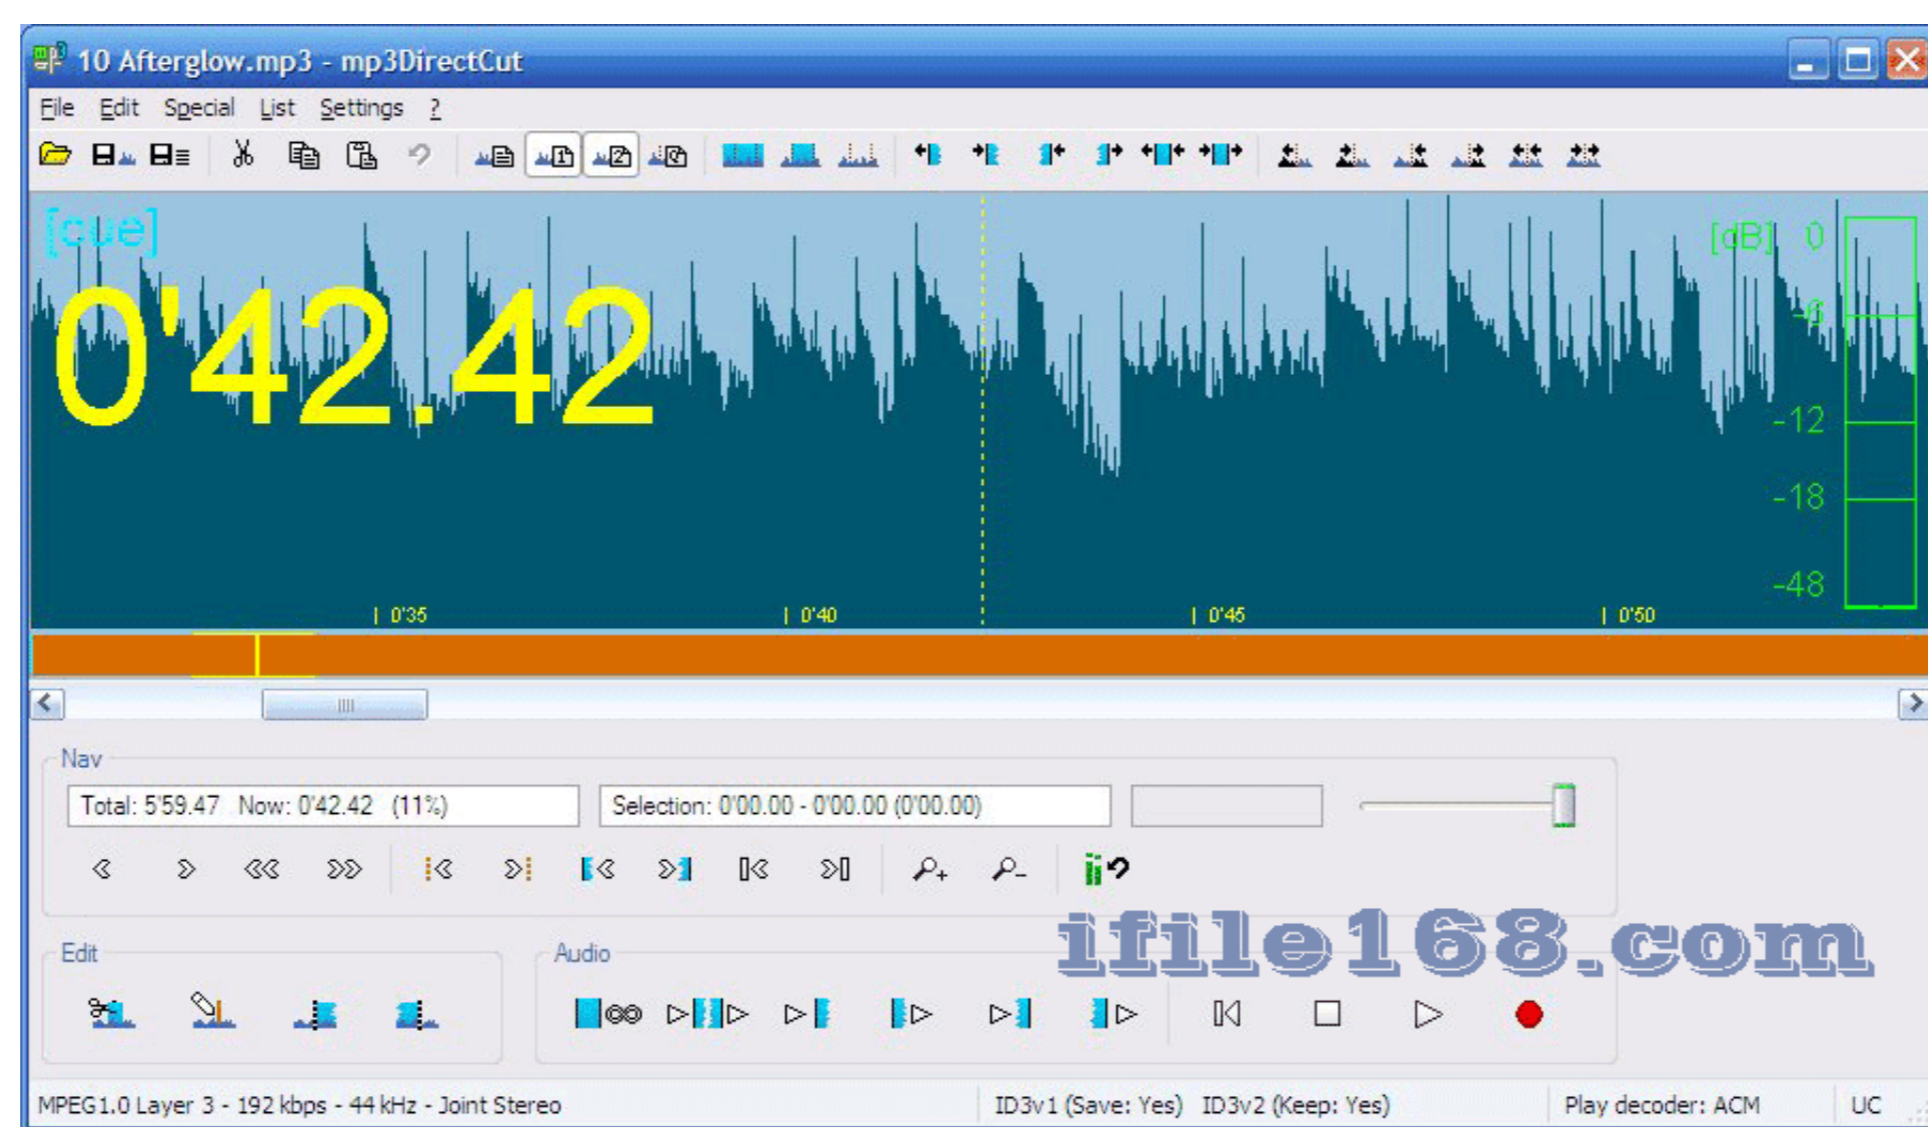 10 Afterglow.mp3 - mp3DirectCut
File Edit Special List Settings ?
[cue]
0'42.42
[dB] 0
-6
-12
-18
-48
0'35 0'40 0'45 0'50
Nav
Total: 5'59.47 Now: 0'42.42 (11%) Selection: 0'00.00 - 0'00.00 (0'00.00)
ifile168.com
Edit Audio
MPEG1.0 Layer 3 - 192 kbps - 44 kHz - Joint Stereo ID3v1 (Save: Yes) ID3v2 (Keep: Yes) Play decoder: ACM UC